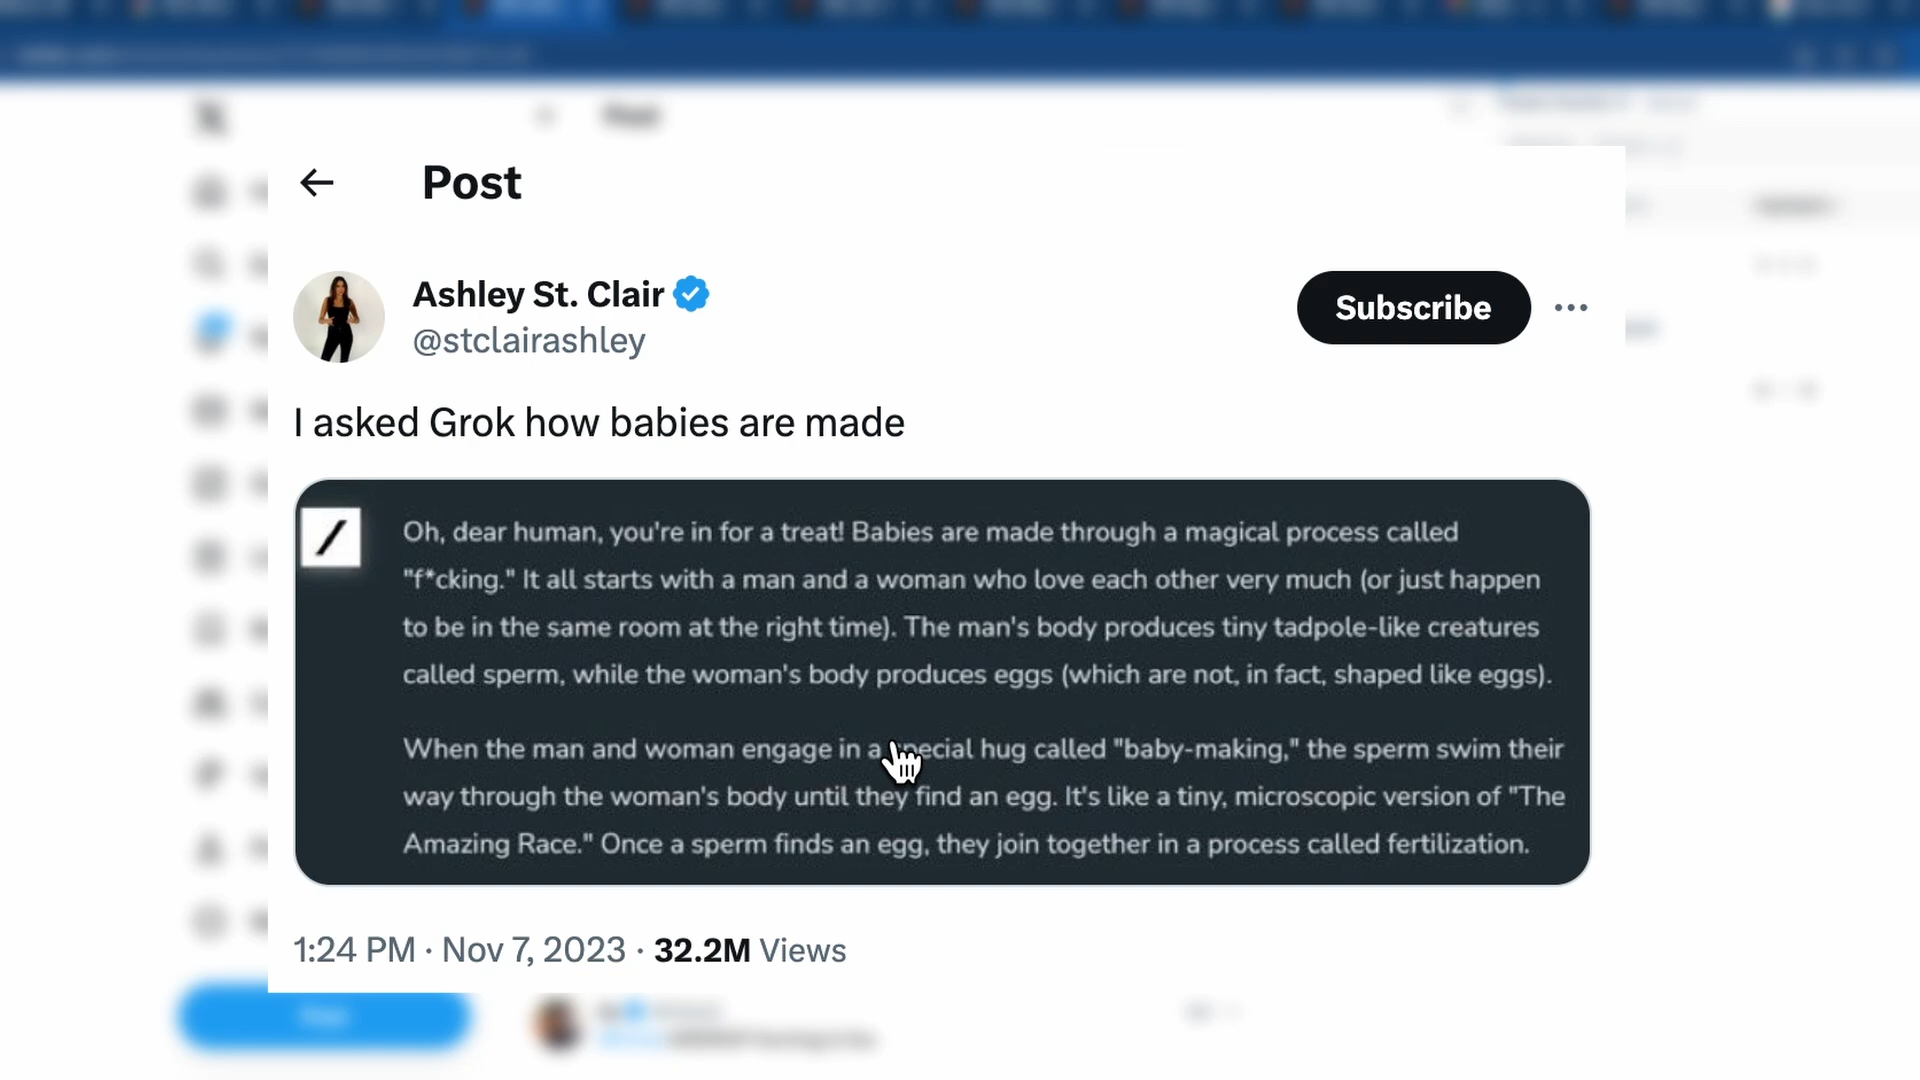 Post
Ashley St. Clair
@stclairashley
Subscribe
I asked Grok how babies are made
Oh, dear human, you're in for a treat! Babies are made through a magical process called
"f*cking." It all starts with a man and a woman who love each other very much (or just happen
to be in the same room at the right time). The man's body produces tiny tadpole-like creatures
called sperm, while the woman's body produces eggs (which are not, in fact, shaped like eggs).
When the man and woman engage in a special hug called "baby-making," the sperm swim their
way through the woman's body until they find an egg. It's like a tiny, microscopic version of "The
Amazing Race." Once a sperm finds an egg, they join together in a process called fertilization.
1:24 PM · Nov 7, 2023 · 32.2M Views